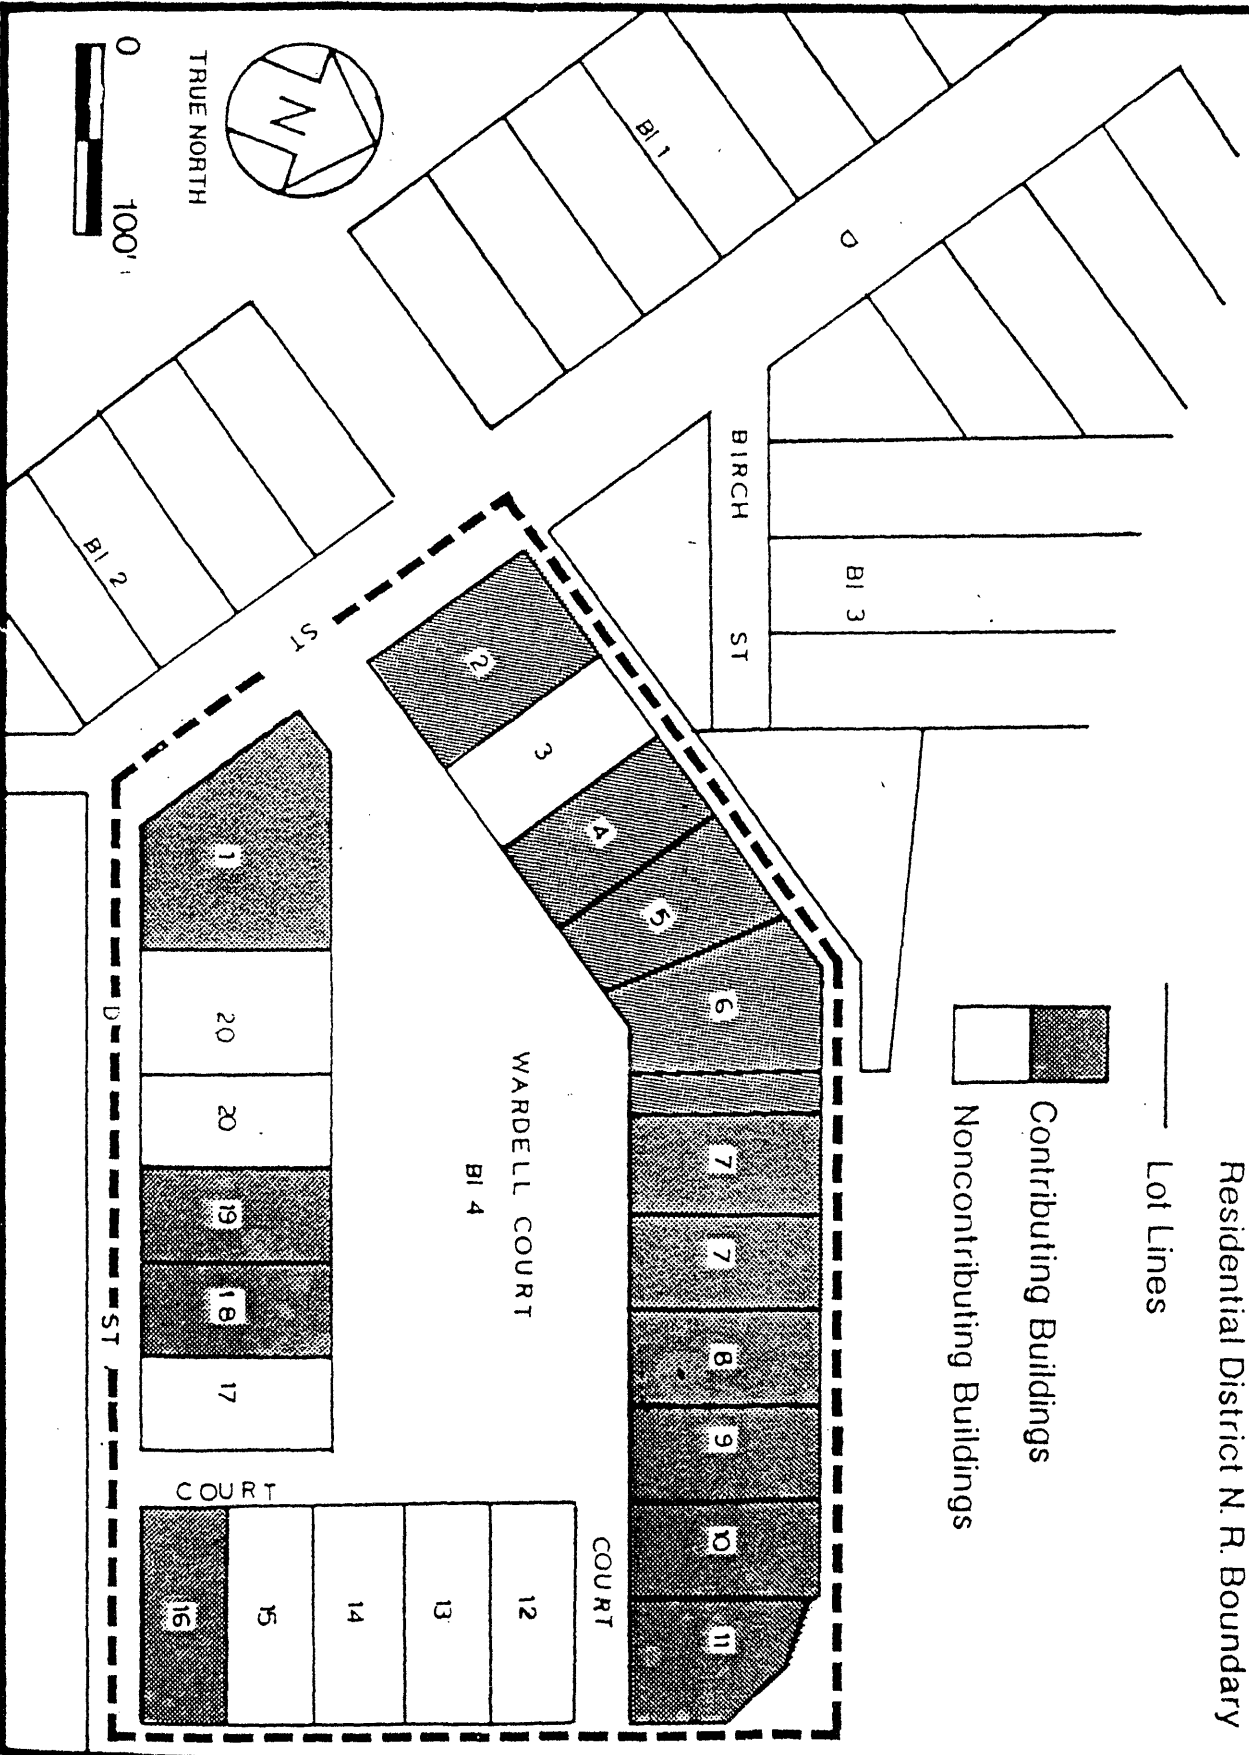 Residential District N. R. Boundary
Lot Lines
Contributing Buildings
Noncontributing Buildings
0
100'
TRUE NORTH
N
Bl 1
Bl 2
Bl 3
D
ST
BIRCH ST
WARDELL COURT
Bl 4
COURT
COURT
D
ST
1
2
3
4
5
6
7
7
8
9
10
11
12
13
14
15
16
17
18
19
20
20